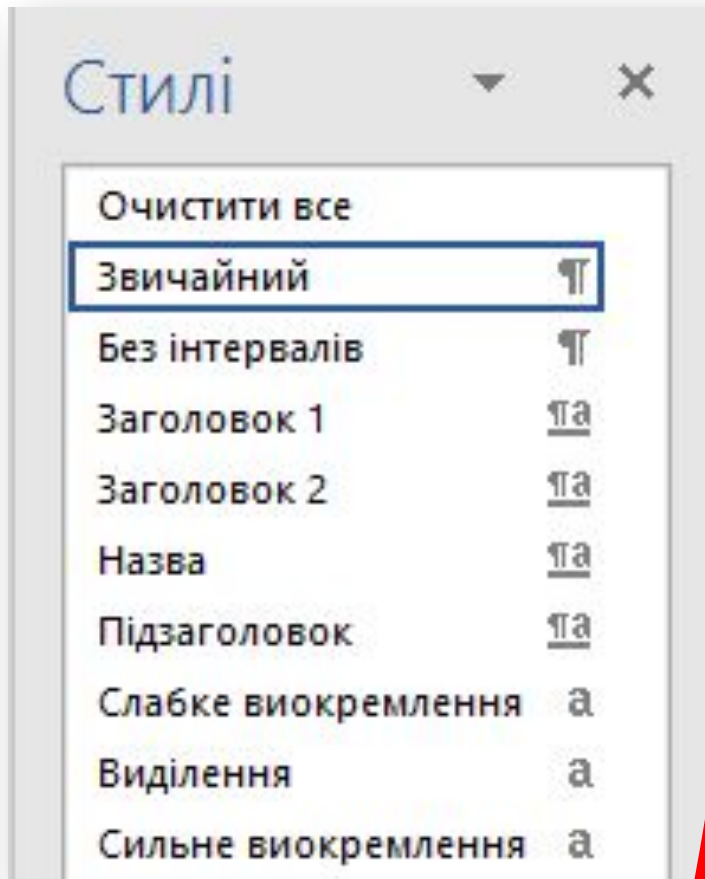 Стилі
Очистити все
Звичайний ¶
Без інтервалів ¶
Заголовок 1 ¶a
Заголовок 2 ¶a
Назва ¶a
Підзаголовок ¶a
Слабке виокремлення a
Виділення a
Сильне виокремлення a